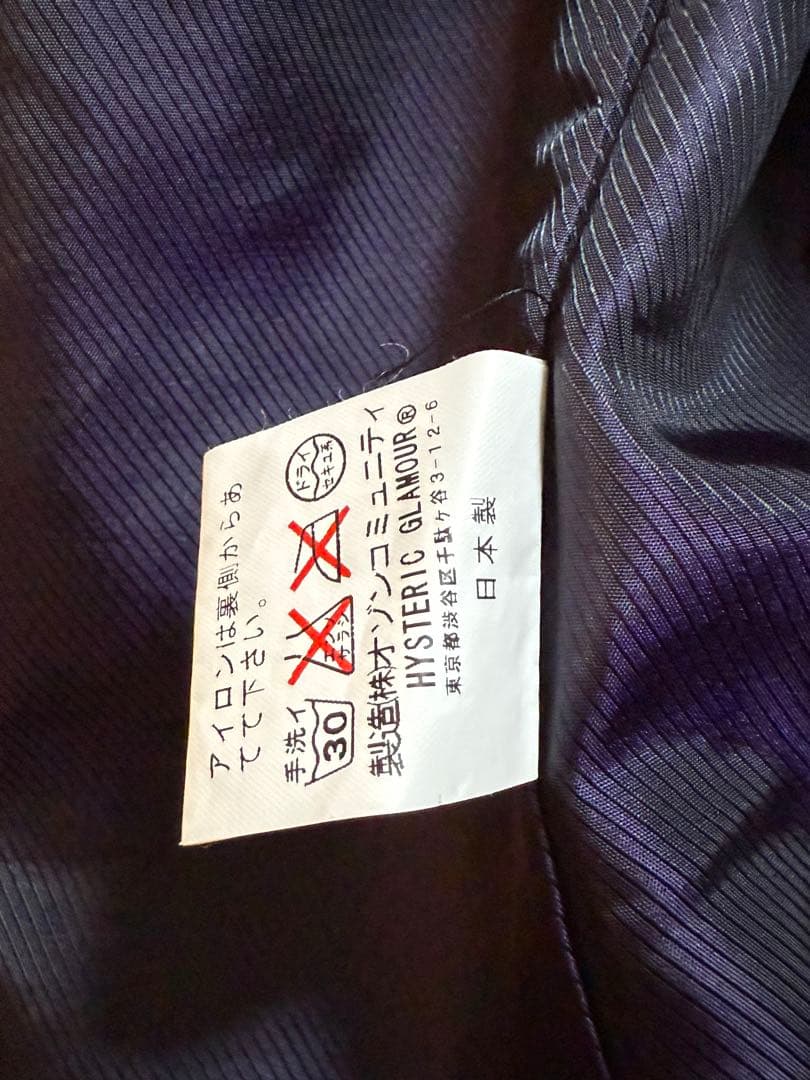 アイロンは裏側からあ
てて下さい。
手洗イ
30
エンソ
サラシ
ドライ
セキユ系
製造(株)オゾンコミュニティ
HYSTERIC GLAMOUR®
東京都渋谷区千駄ヶ谷3-12-6
日本製